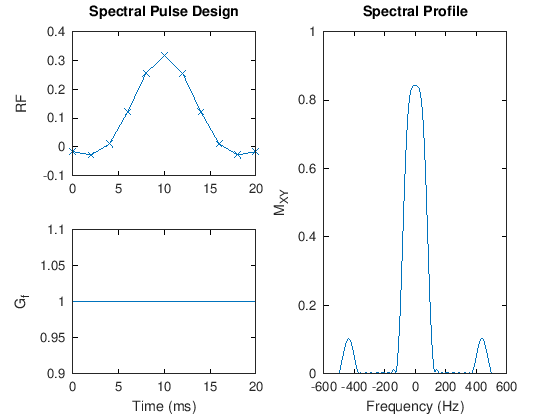 Spectral Pulse Design
0.4
0.3
0.2
0.1
0
-0.1
RF
0 5 10 15 20
1.1
1.05
1
0.95
0.9
G_f
0 10 15 20
5
Time (ms)
Spectral Profile
1
0.8
0.6
0.4
0.2
0
M_XY
-600 -400 -200 0 200 400 600
Frequency (Hz)